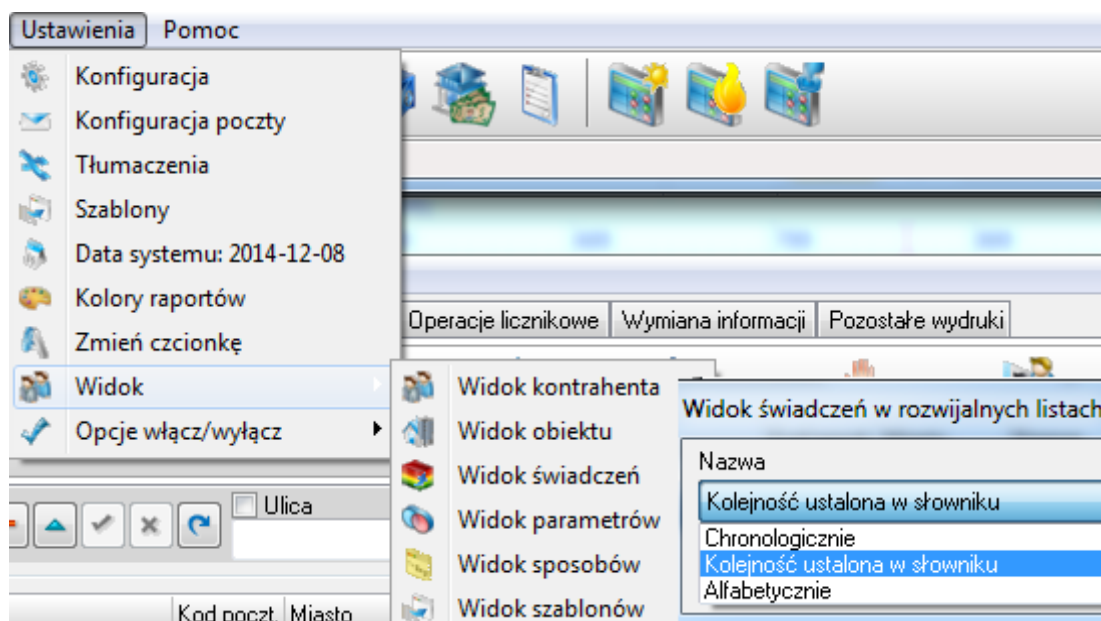 Ustawienia Pomoc
Konfiguracja
Konfiguracja poczty
Tłumaczenia
Szablony
Data systemu: 2014-12-08
Kolory raportów
Zmień czcionkę
Widok
Opcje włącz/wyłącz
Operacje licznikowe Wymiana informacji Pozostałe wydruki
Widok kontrahenta
Widok obiektu
Widok świadczeń
Widok parametrów
Widok sposobów
Widok szablonów
Widok świadczeń w rozwijalnych listach
Nazwa
Kolejność ustalona w słowniku
Chronologicznie
Kolejność ustalona w słowniku
Alfabetycznie
Ulica
Kod poczt. Miasto